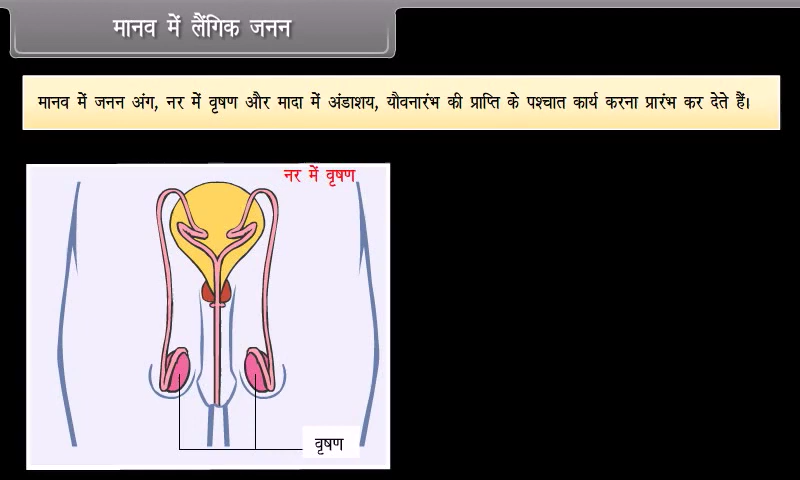 मानव में लैंगिक जनन
मानव में जनन अंग, नर में वृषण और मादा में अंडाशय, यौवनारंभ की प्राप्ति के पश्चात कार्य करना प्रारंभ कर देते हैं।
नर में वृषण
वृषण